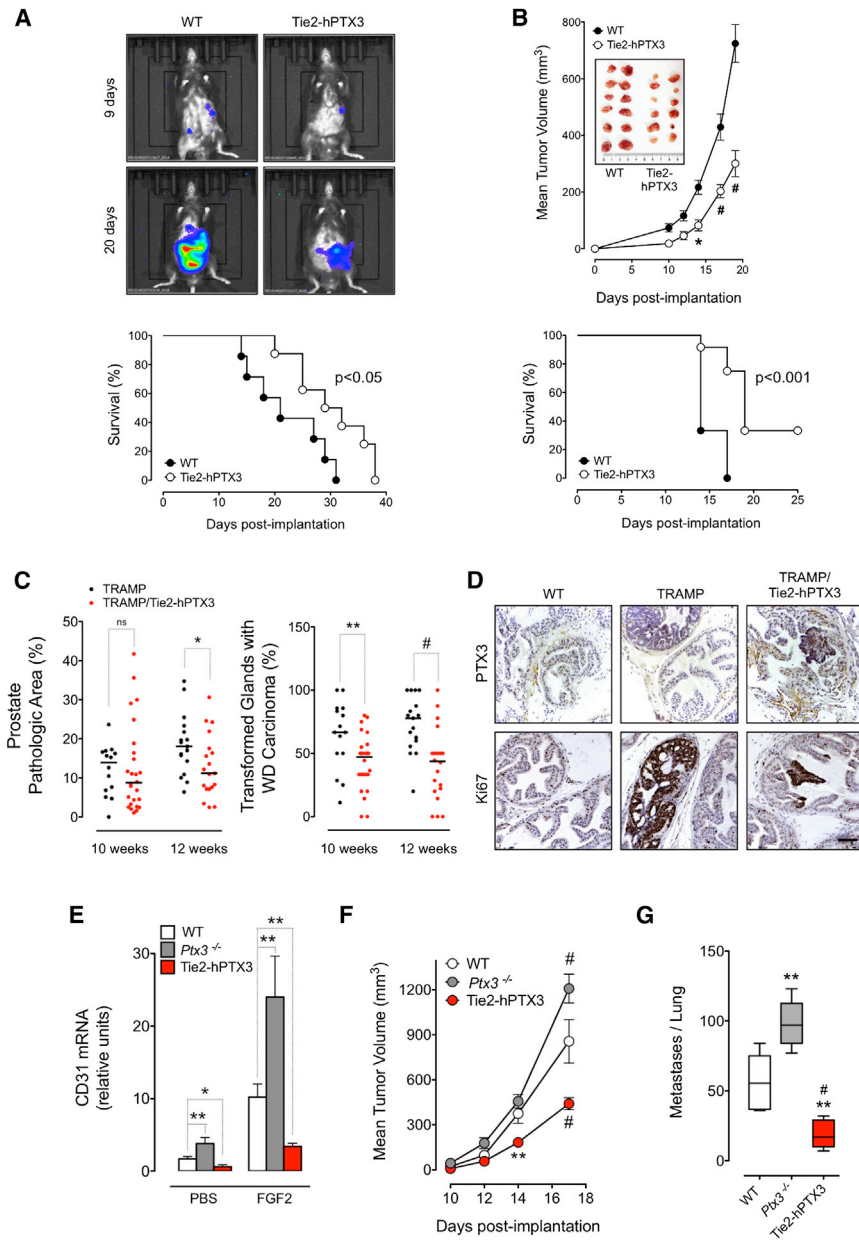 A
WT
Tie2-hPTX3
9 days
20 days
Survival (%)
100
80
60
40
20
0
p<0.05
WT
Tie2-hPTX3
0
10
20
30
40
Days post-implantation
B
WT
Tie2-hPTX3
Mean Tumor Volume (mm³)
800
600
400
200
0
WT
Tie2-
hPTX3
*
#
#
0
5
10
15
20
Days post-implantation
Survival (%)
100
80
60
40
20
0
p<0.001
WT
Tie2-hPTX3
0
5
10
15
20
25
Days post-implantation
C
TRAMP
TRAMP/Tie2-hPTX3
Prostate
Pathologic Area (%)
50
40
30
20
10
0
ns
*
10 weeks
12 weeks
Transformed Glands with
WD Carcinoma (%)
150
100
50
0
**
#
10 weeks
12 weeks
D
WT
TRAMP
TRAMP/
Tie2-hPTX3
PTX3
Ki67
E
WT
Ptx3 -/-
Tie2-hPTX3
CD31 mRNA
(relative units)
30
20
10
0
**
*
**
**
PBS
FGF2
F
WT
Ptx3 -/-
Tie2-hPTX3
Mean Tumor Volume (mm³)
1200
900
600
300
0
#
**
#
10
12
14
16
18
Days post-implantation
G
Metastases / Lung
150
100
50
0
**
#
**
WT
Ptx3 -/-
Tie2-hPTX3